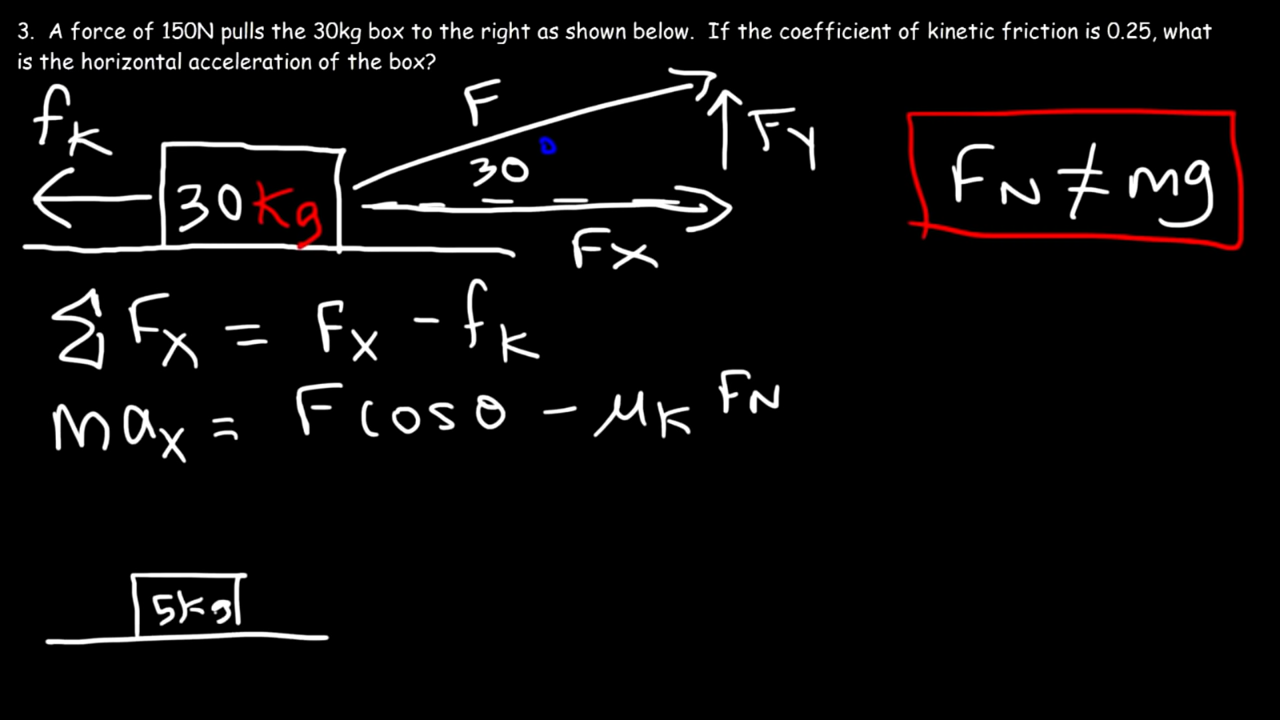 3. A force of 150N pulls the 30kg box to the right as shown below. If the coefficient of kinetic friction is 0.25, what
is the horizontal acceleration of the box?
fK
F
Fy
30°
30 kg
Fx
FN ≠ mg
ΣFx = Fx - fK
max = F cos θ - μK FN
5kg